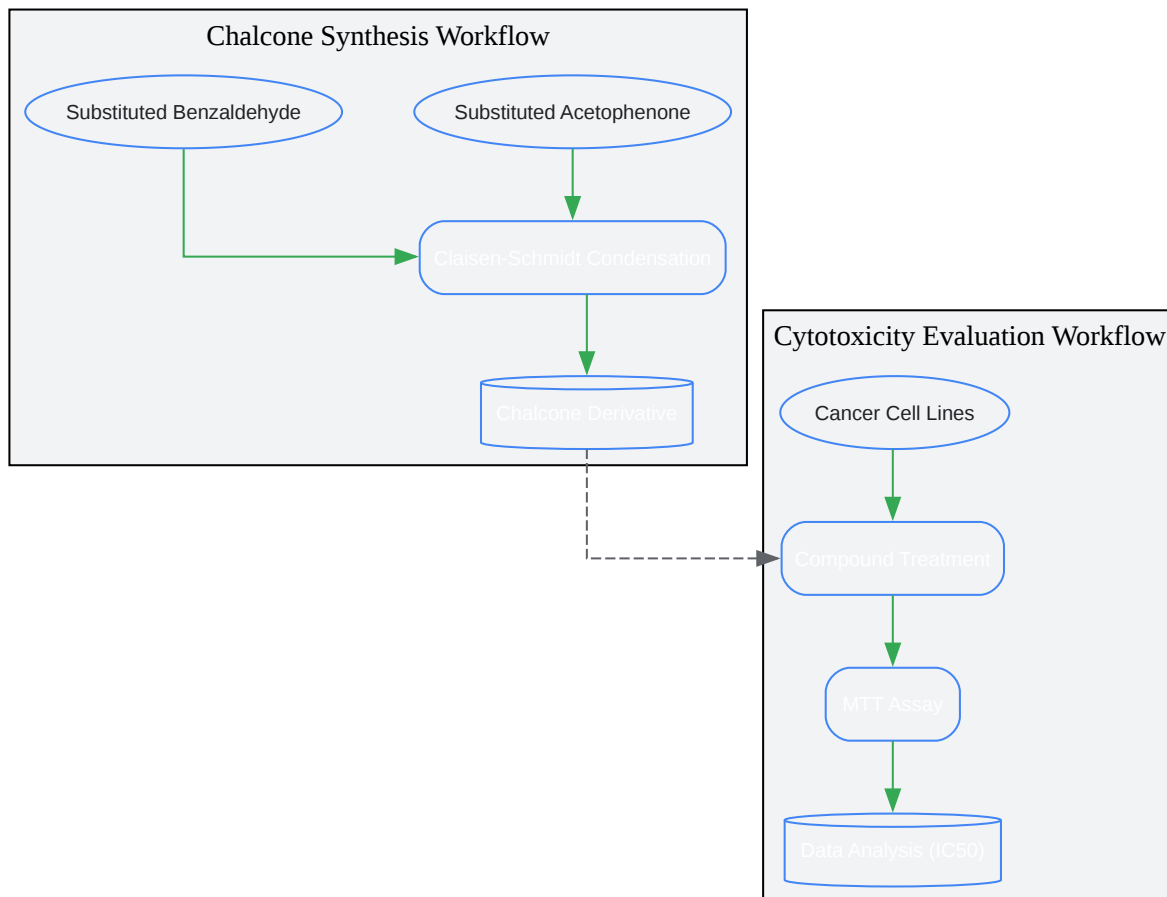 Chalcone Synthesis Workflow
Substituted Benzaldehyde
Substituted Acetophenone
Claisen-Schmidt Condensation
Chalcone Derivative
Cytotoxicity Evaluation Workflow
Cancer Cell Lines
Compound Treatment
MTT Assay
Data Analysis (IC50)